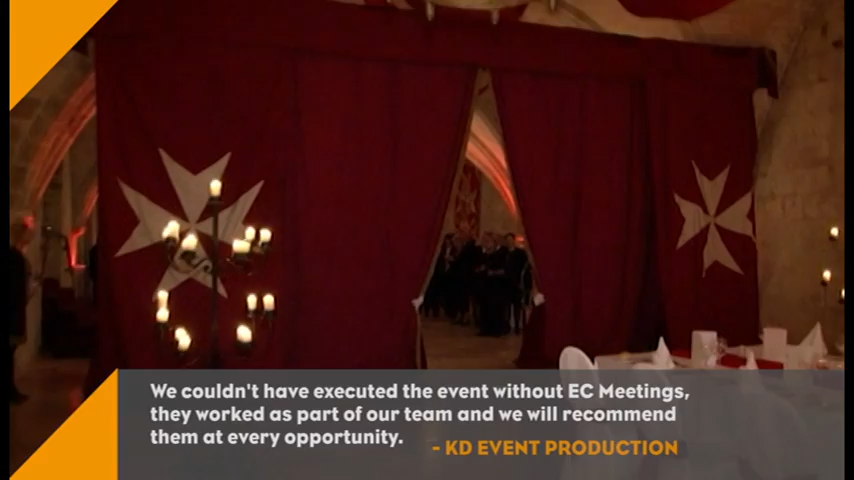 We couldn't have executed the event without EC Meetings,
they worked as part of our team and we will recommend
them at every opportunity.
- KD EVENT PRODUCTION